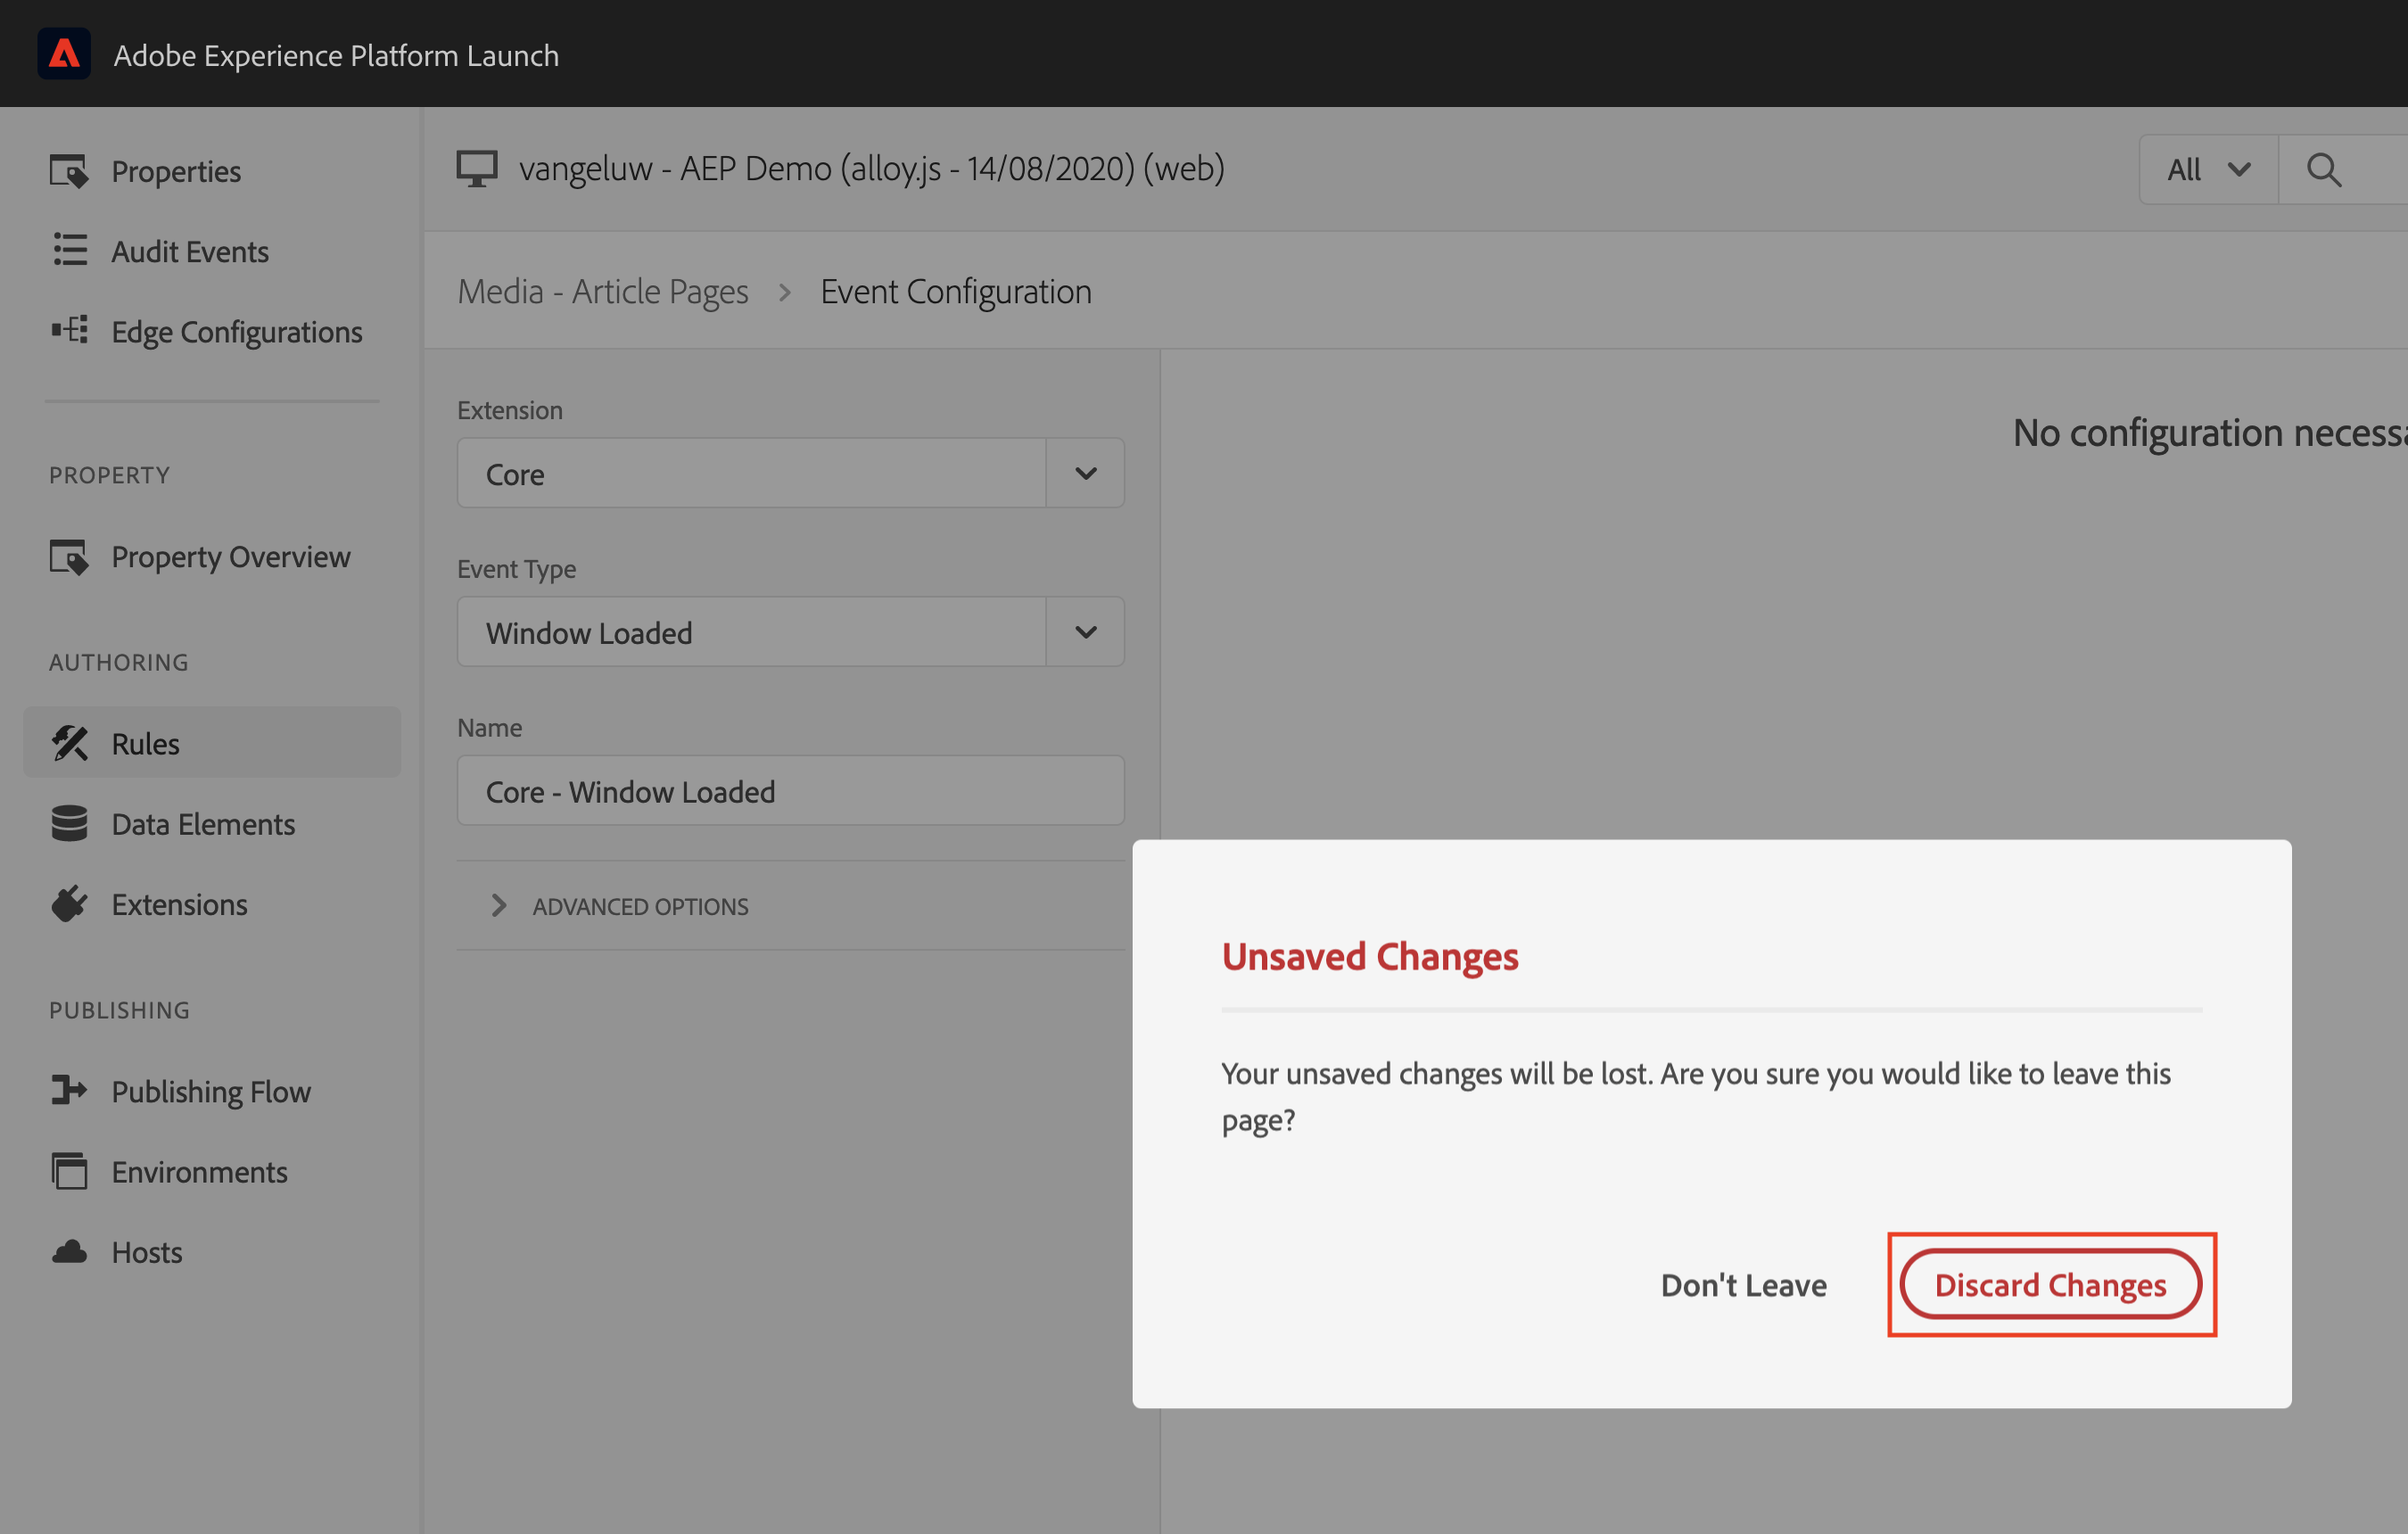 Adobe Experience Platform Launch
Properties
Audit Events
Edge Configurations
PROPERTY
Property Overview
AUTHORING
Rules
Data Elements
Extensions
PUBLISHING
Publishing Flow
Environments
Hosts
vangeluw - AEP Demo (alloy.js - 14/08/2020) (web)
All
Media - Article Pages > Event Configuration
Extension
Core
Event Type
Window Loaded
Name
Core - Window Loaded
ADVANCED OPTIONS
No configuration
Unsaved Changes
Your unsaved changes will be lost. Are you sure you would like to leave this
page?
Don't Leave
Discard Changes